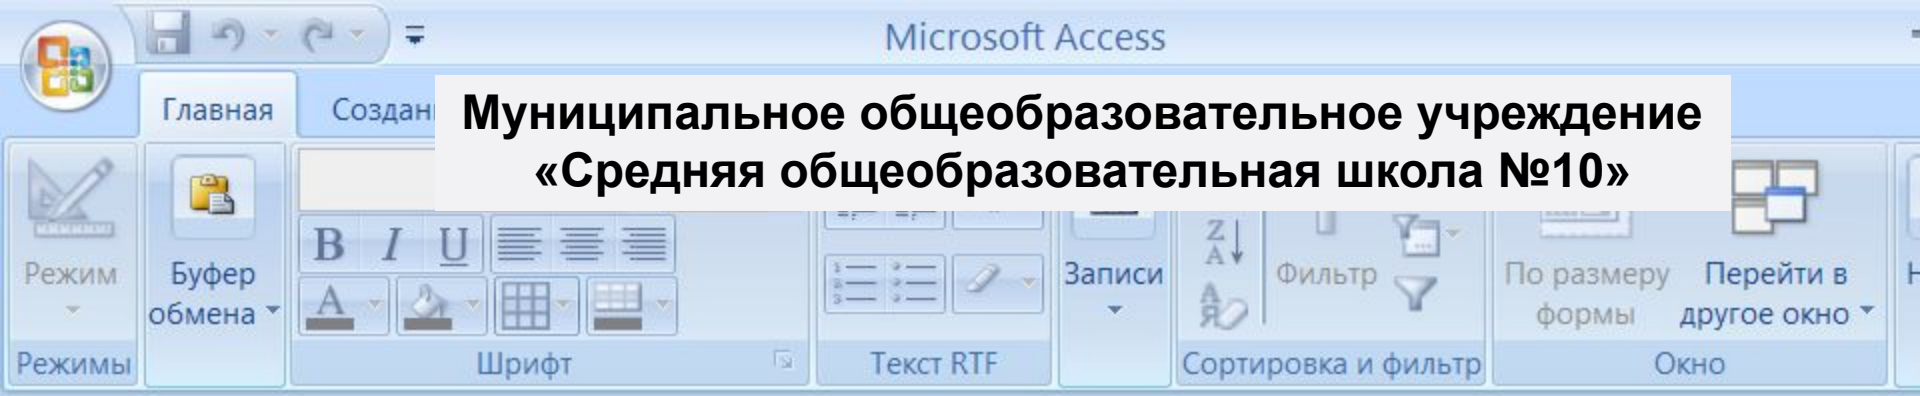 Microsoft Access
Главная
Муниципальное общеобразовательное учреждение
«Средняя общеобразовательная школа №10»
B I U
A
Режим
Буфер
обмена
Записи
Фильтр
По размеру
формы
Перейти в
другое окно
Режимы
Шрифт
Текст RTF
Сортировка и фильтр
Окно